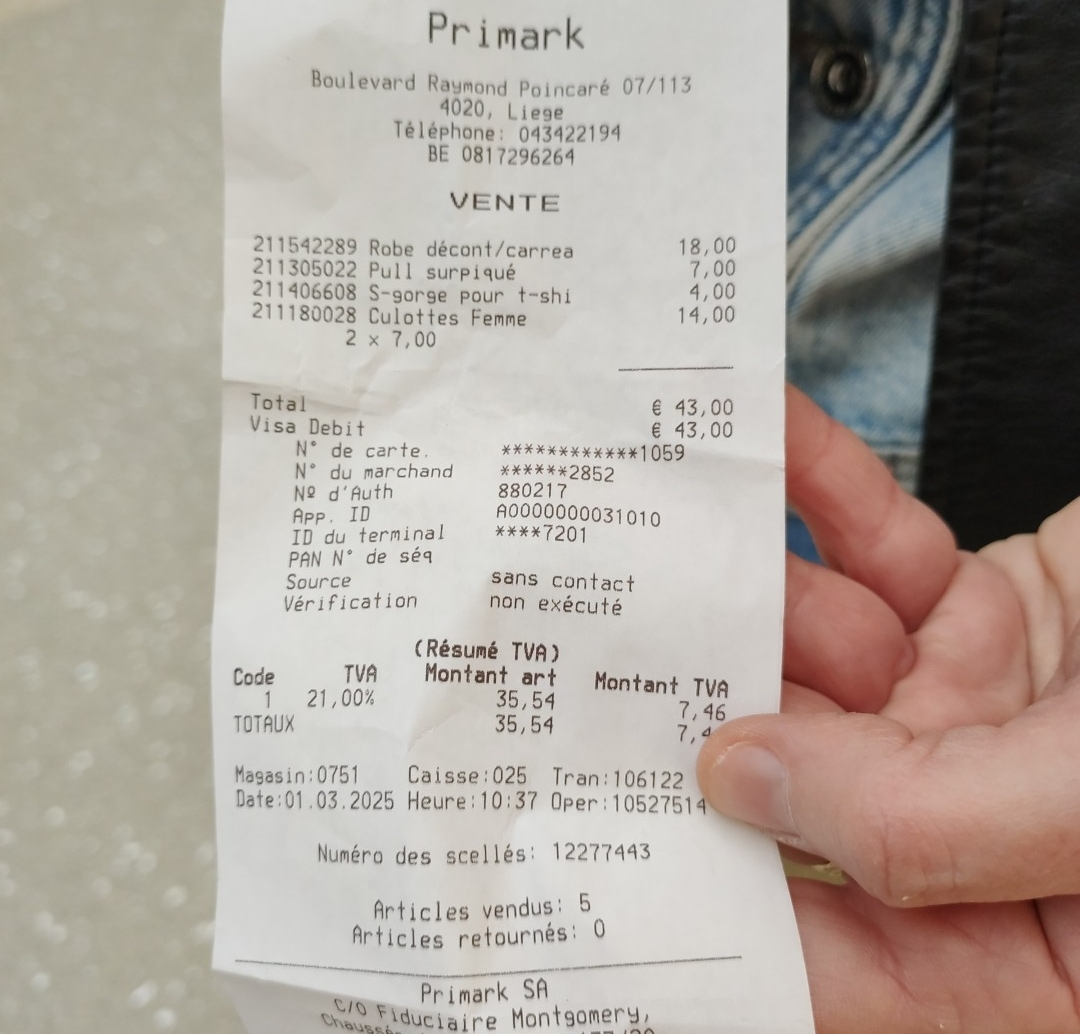 Primark
Boulevard Raymond Poincaré 07/113
4020, Liege
Téléphone: 043422194
BE 0817296264
VENTE
211542289 Robe décont/carrea 18,00
211305022 Pull surpiqué 7,00
211406608 S-gorge pour t-shi 4,00
211180028 Culottes Femme 14,00
2 x 7,00
Total € 43,00
Visa Debit € 43,00
N° de carte. ************1059
N° du marchand ******2852
Nº d'Auth 880217
App. ID A0000000031010
ID du terminal ****7201
PAN N° de séq
Source sans contact
Vérification non exécuté
(Résumé TVA)
Code TVA Montant art Montant TVA
1 21,00% 35,54 7,46
TOTAUX 35,54
Magasin:0751 Caisse:025 Tran:106122
Date:01.03.2025 Heure:10:37 Oper:10527514
Numéro des scellés: 12277443
Articles vendus: 5
Articles retournés: 0
Primark SA
C/O Fiduciaire Montgomery,